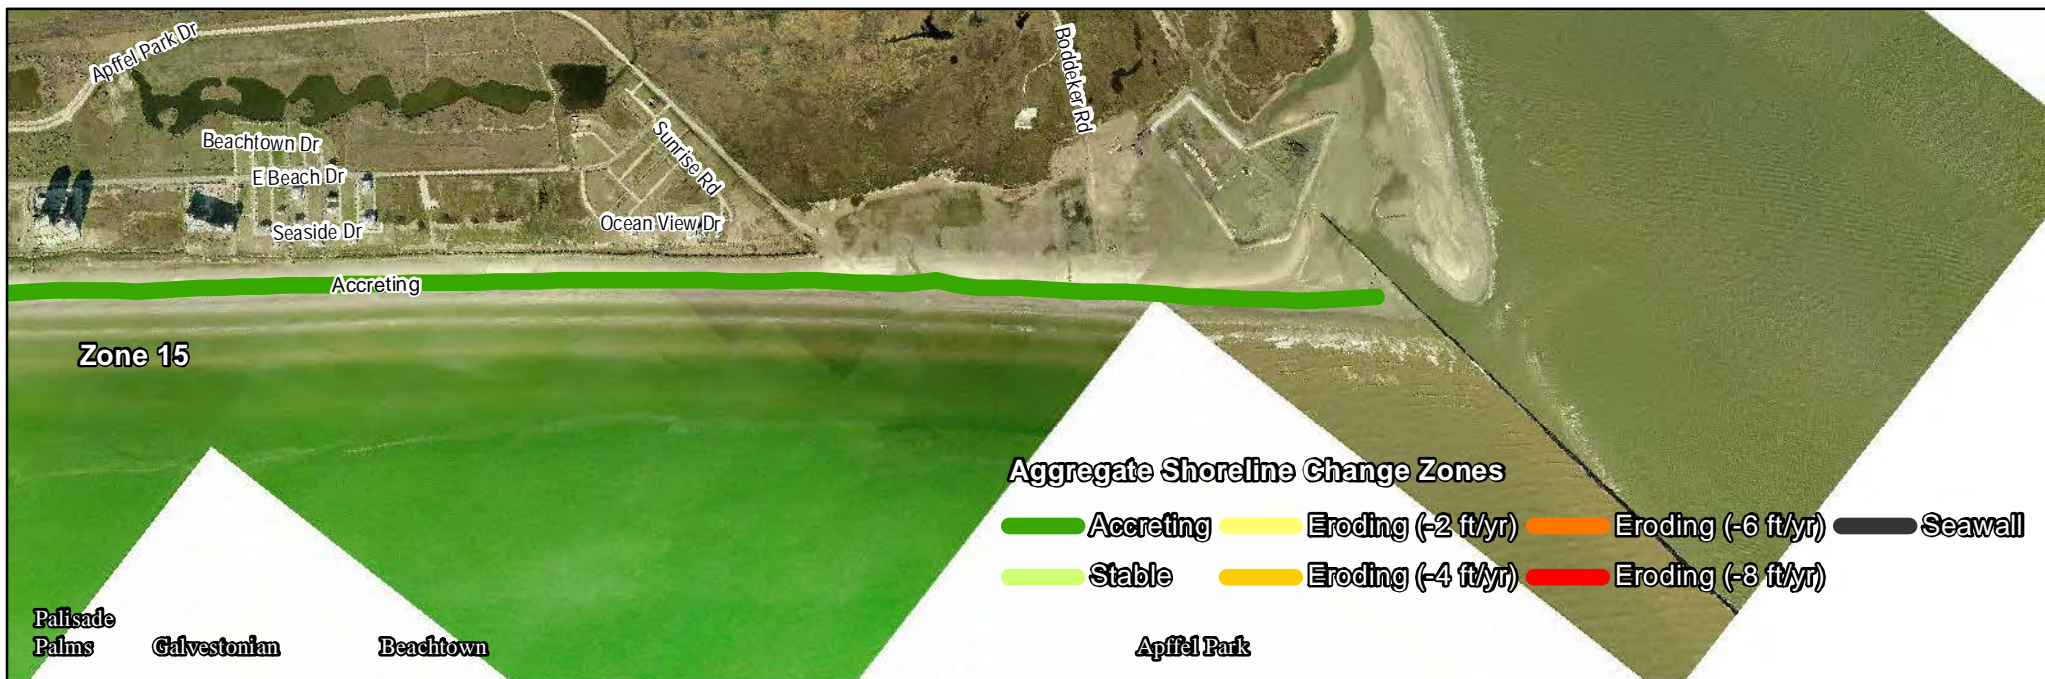 Apffel Park Dr
Boddeker Rd
Beachtown Dr
Sunrise Rd
E Beach Dr
Ocean View Dr
Seaside Dr
Accreting
Zone 15
Aggregate Shoreline Change Zones
Accreting Eroding (-2 ft/yr) Eroding (-6 ft/yr) Seawall
Stable Eroding (-4 ft/yr) Eroding (-8 ft/yr)
Palisade
Palms Galvestonian Beachtown Apffel Park